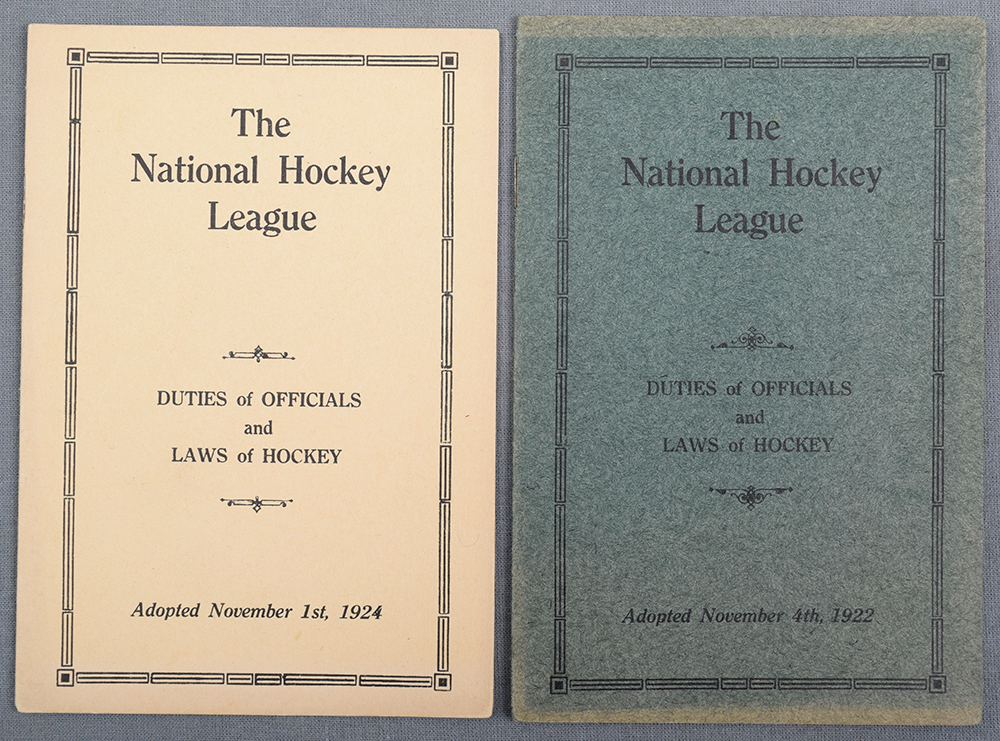 The
National Hockey
League
DUTIES of OFFICIALS
and
LAWS of HOCKEY
Adopted November 1st, 1924
The
National Hockey
League
DUTIES of OFFICIALS
and
LAWS of HOCKEY
Adopted November 4th, 1922